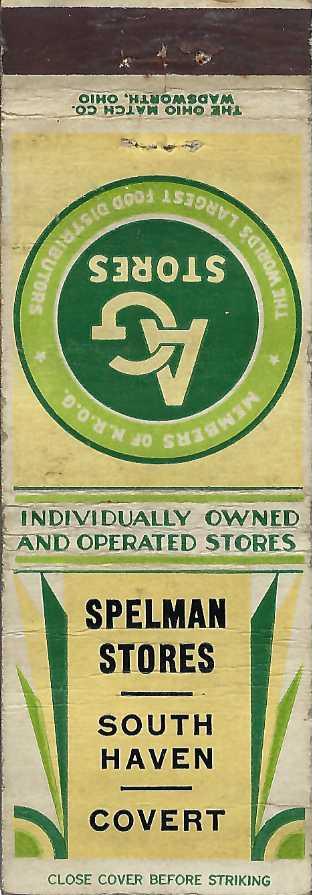 THE OHIO MATCH CO.
WADSWORTH, OHIO
MEMBERS OF N.R.O.G.
THE WORLDS LARGEST FOOD DISTRIBUTORS
AG
STORES
INDIVIDUALLY OWNED
AND OPERATED STORES
SPELMAN
STORES
SOUTH
HAVEN
COVERT
CLOSE COVER BEFORE STRIKING